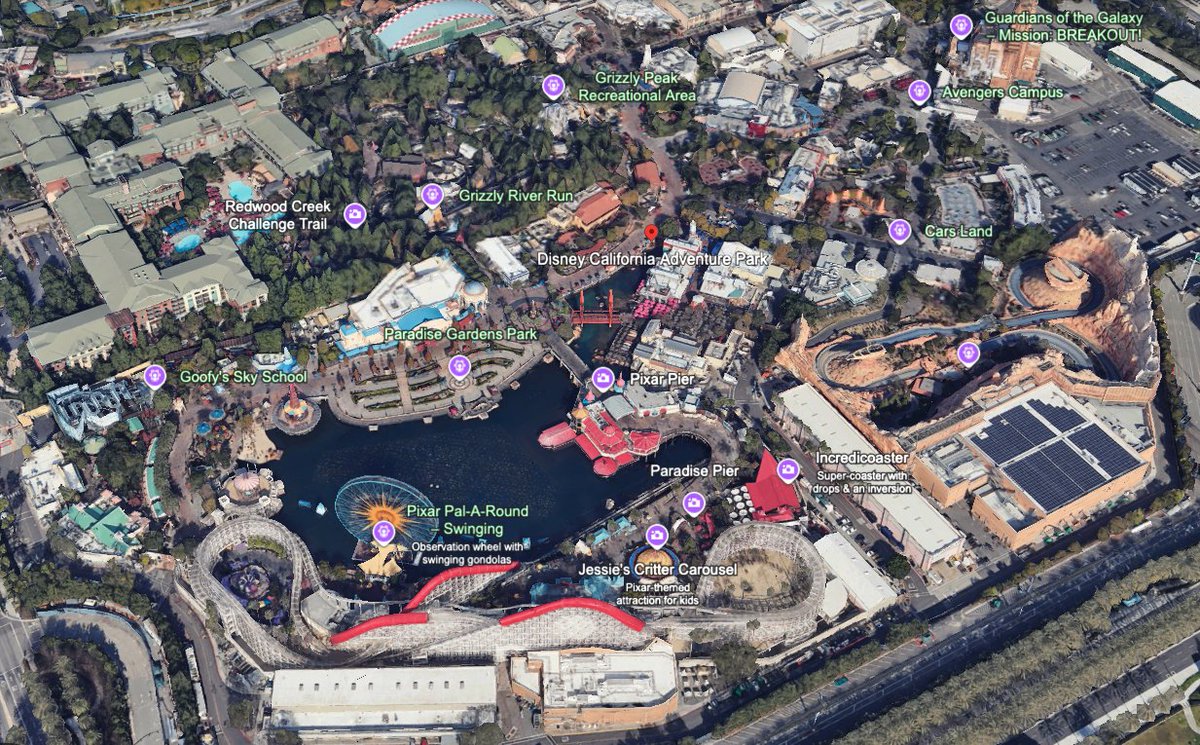 Guardians of the Galaxy
– Mission: BREAKOUT!
Grizzly Peak
Recreational Area
Avengers Campus
Grizzly River Run
Redwood Creek
Challenge Trail
Cars Land
Disney California Adventure Park
Paradise Gardens Park
Goofy's Sky School
Pixar Pier
Incredicoaster
Super-coaster with
drops & an inversion
Paradise Pier
Pixar Pal-A-Round
Swinging
Observation wheel with
swinging gondolas
Jessie's Critter Carousel
Pixar-themed
attraction for kids